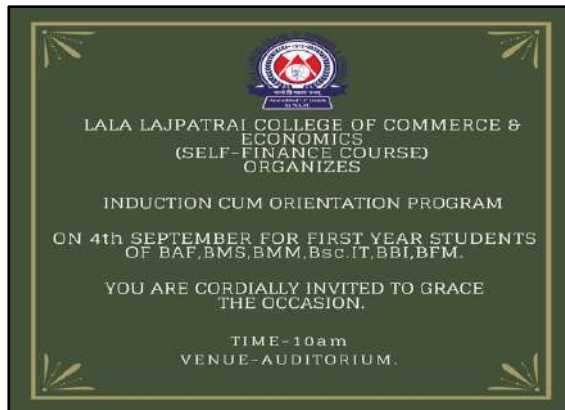 LALA LAJPATRAI COLLEGE OF COMMERCE &
ECONOMICS
(SELF-FINANCE COURSE)
ORGANIZES
INDUCTION CUM ORIENTATION PROGRAM
ON 4th SEPTEMBER FOR FIRST YEAR STUDENTS
OF BAF,BMS,BMM,Bsc.IT,BBI,BFM.
YOU ARE CORDIALLY INVITED TO GRACE
THE OCCASION.
TIME-10am
VENUE-AUDITORIUM.